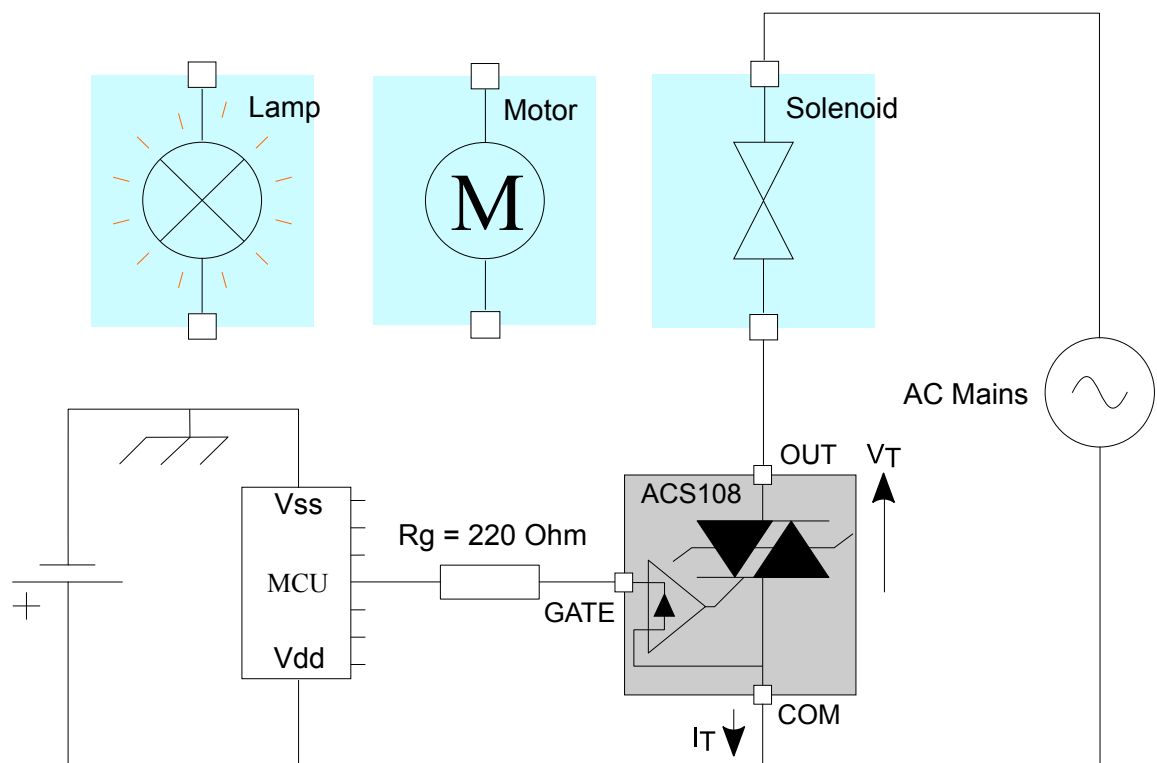 Lamp
Motor
Solenoid
M
AC Mains
OUT
VT
ACS108
Vss
Rg = 220 Ohm
MCU
GATE
+
Vdd
COM
IT